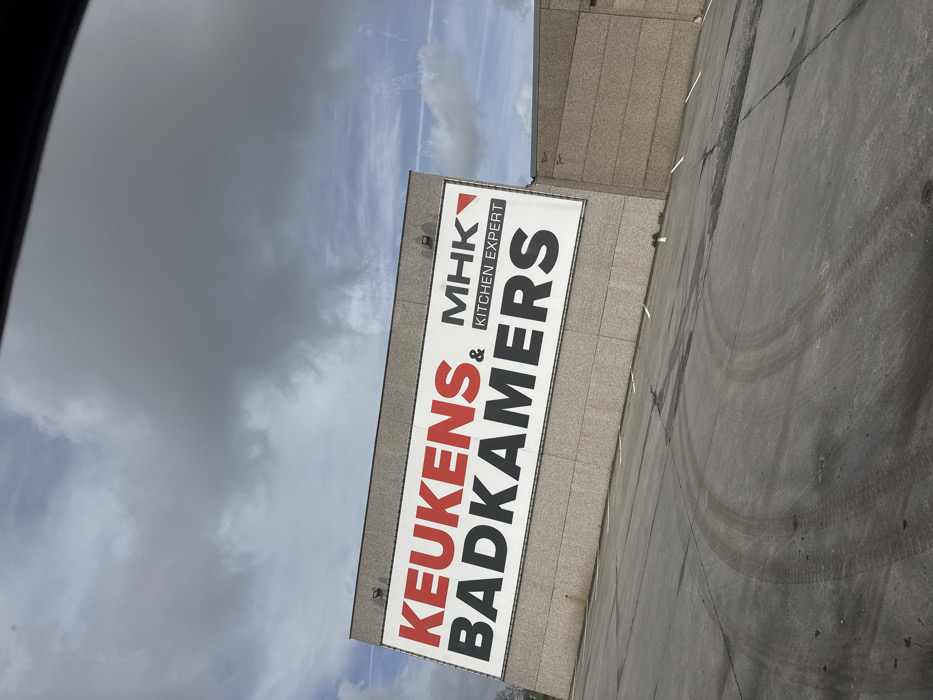 KEUKENS &
BADKAMERS
MHK
KITCHEN EXPERT